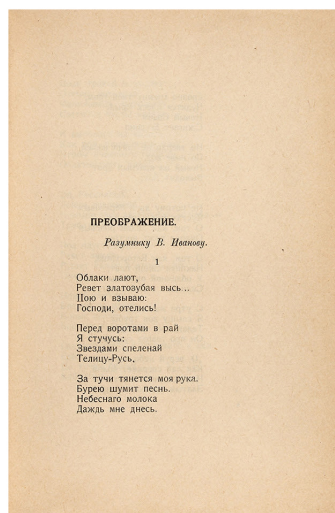 ПРЕОБРАЖЕНИЕ.
Разумнику В. Иванову.
1
Облаки лают,
Ревет златозубая высь ..
Пою и взываю:
Господи, отелись!
Перед воротами в рай
Я стучусь:
Звездами спеленай
Телицу-Русь,
За тучи тянется моя рука.
Бурею шумит песнь.
Небеснаго молока
Даждь мне днесь.